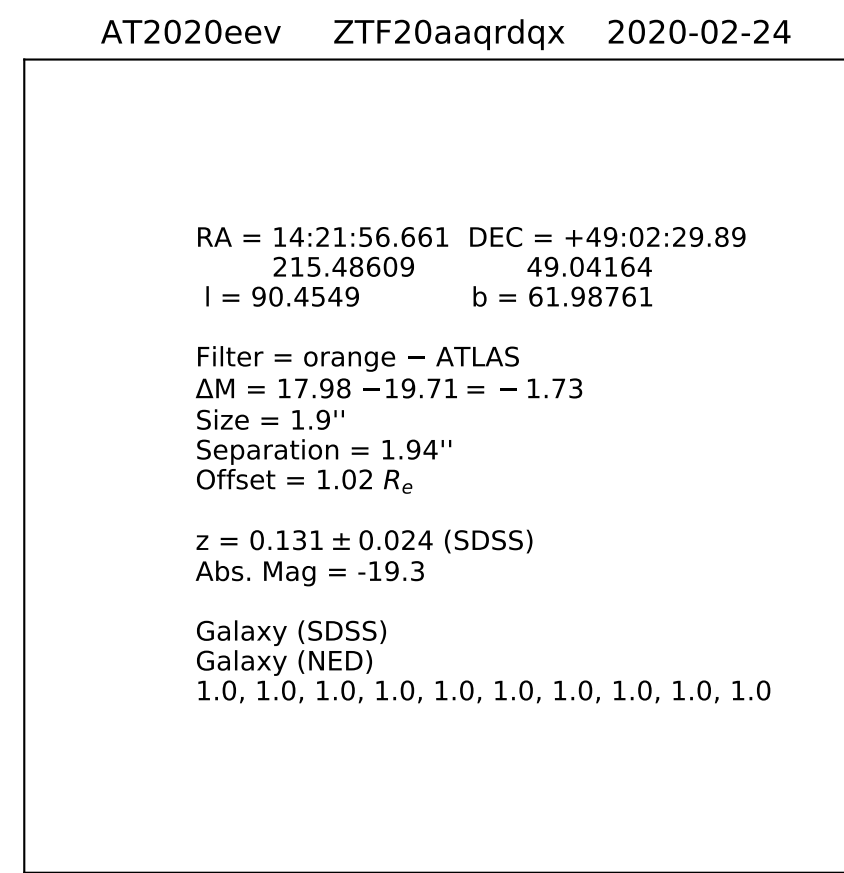 AT2020eev ZTF20aaqrdqx 2020-02-24
RA = 14:21:56.661 DEC = +49:02:29.89
215.48609 49.04164
l = 90.4549 b = 61.98761
Filter = orange − ATLAS
ΔM = 17.98 −19.71 = − 1.73
Size = 1.9''
Separation = 1.94''
Offset = 1.02 Rₑ
z = 0.131 ± 0.024 (SDSS)
Abs. Mag = -19.3
Galaxy (SDSS)
Galaxy (NED)
1.0, 1.0, 1.0, 1.0, 1.0, 1.0, 1.0, 1.0, 1.0, 1.0